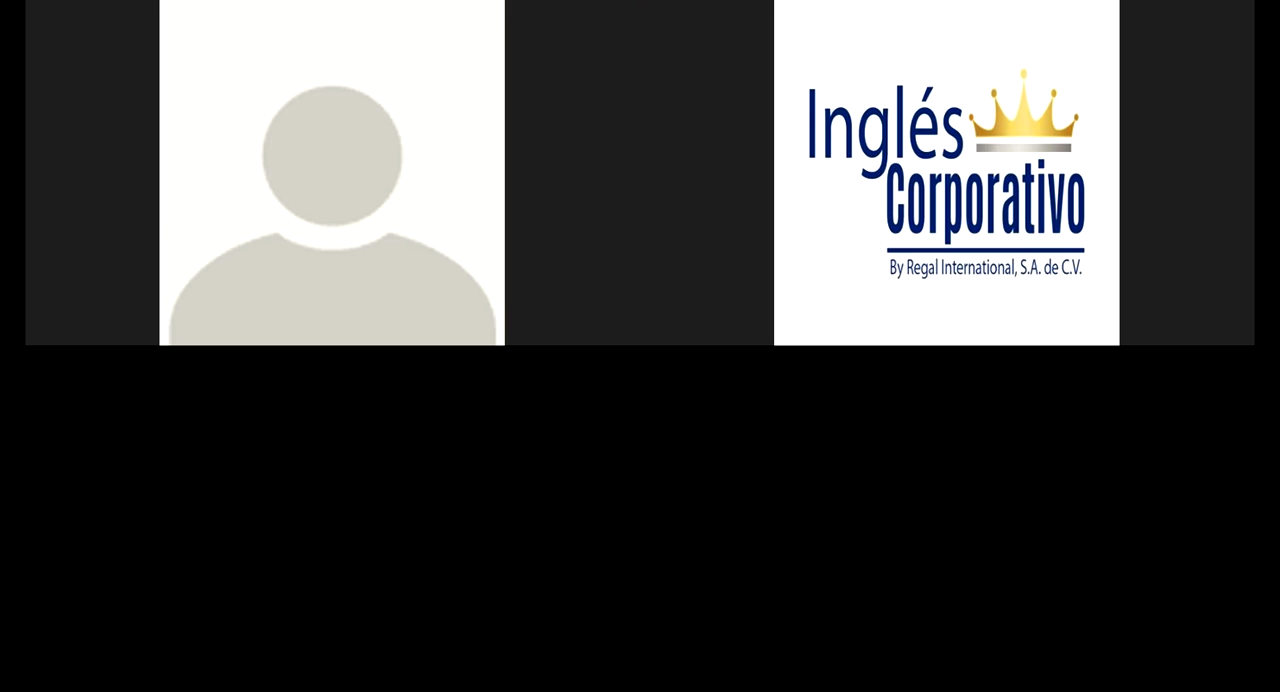 Inglés
Corporativo
By Regal International, S.A. de C.V.